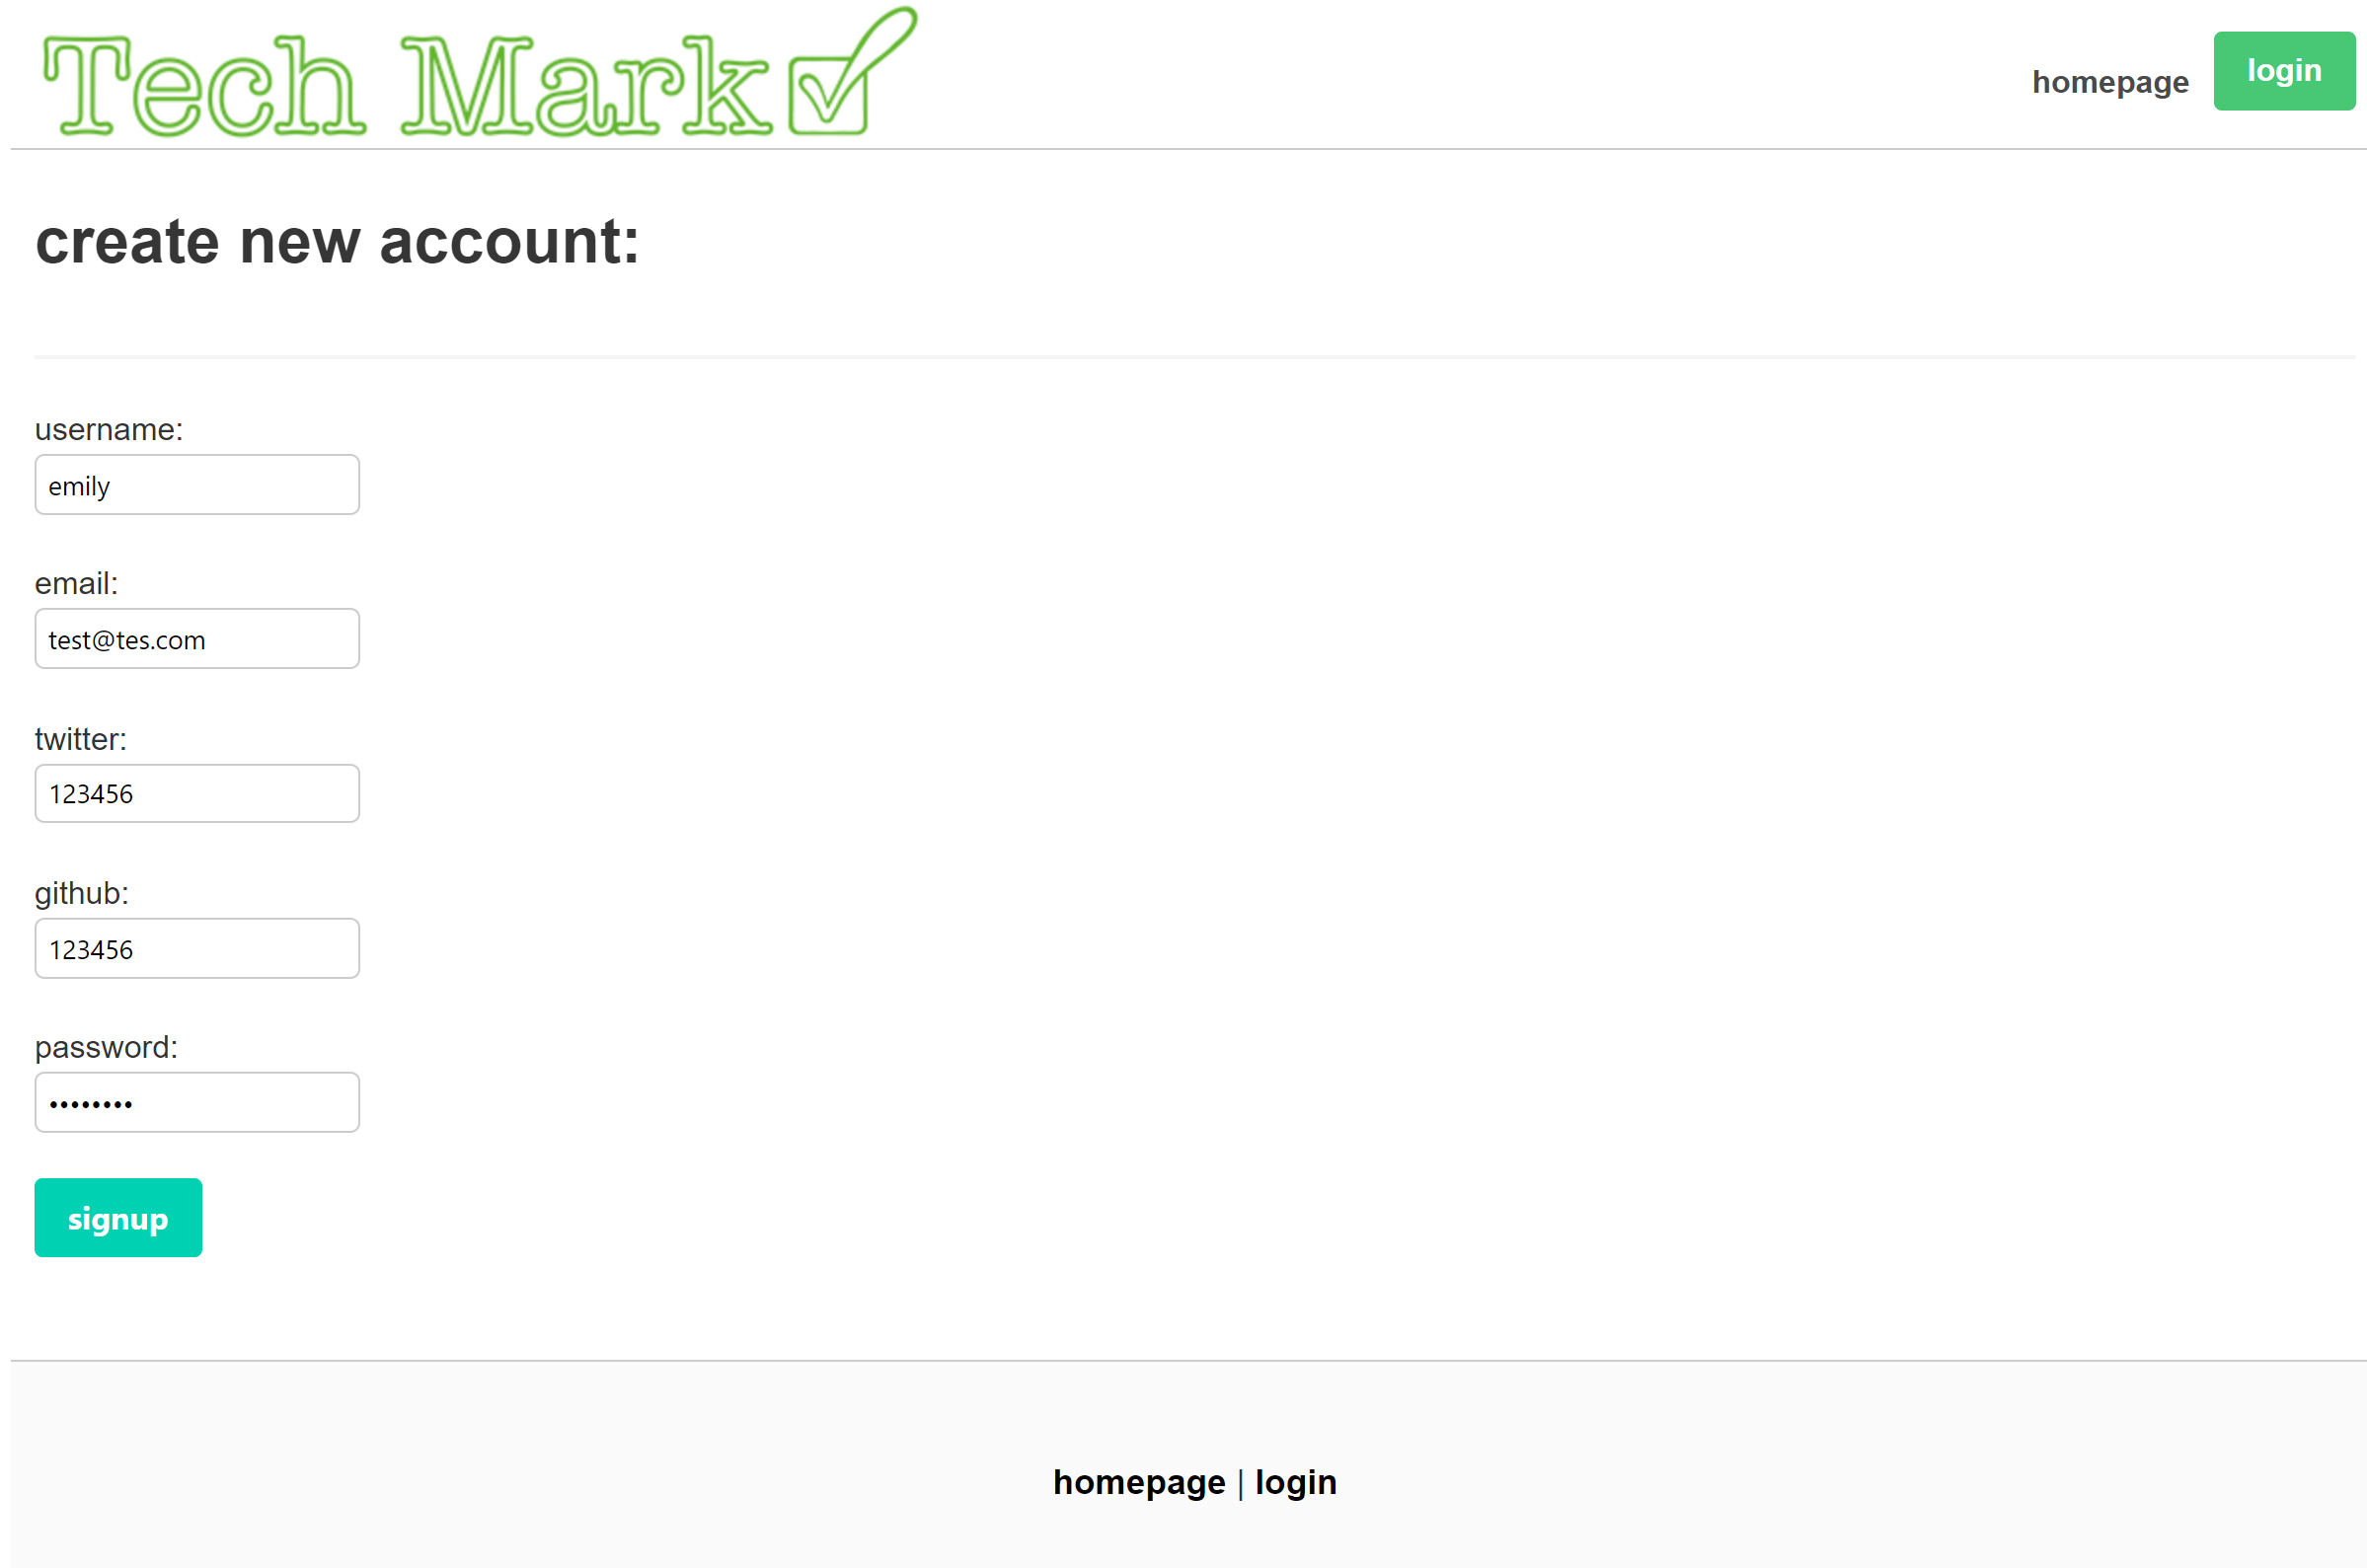 Tech Mark
homepage login
create new account:
username:
emily
email:
test@tes.com
twitter:
123456
github:
123456
password:
••••••••
signup
homepage | login